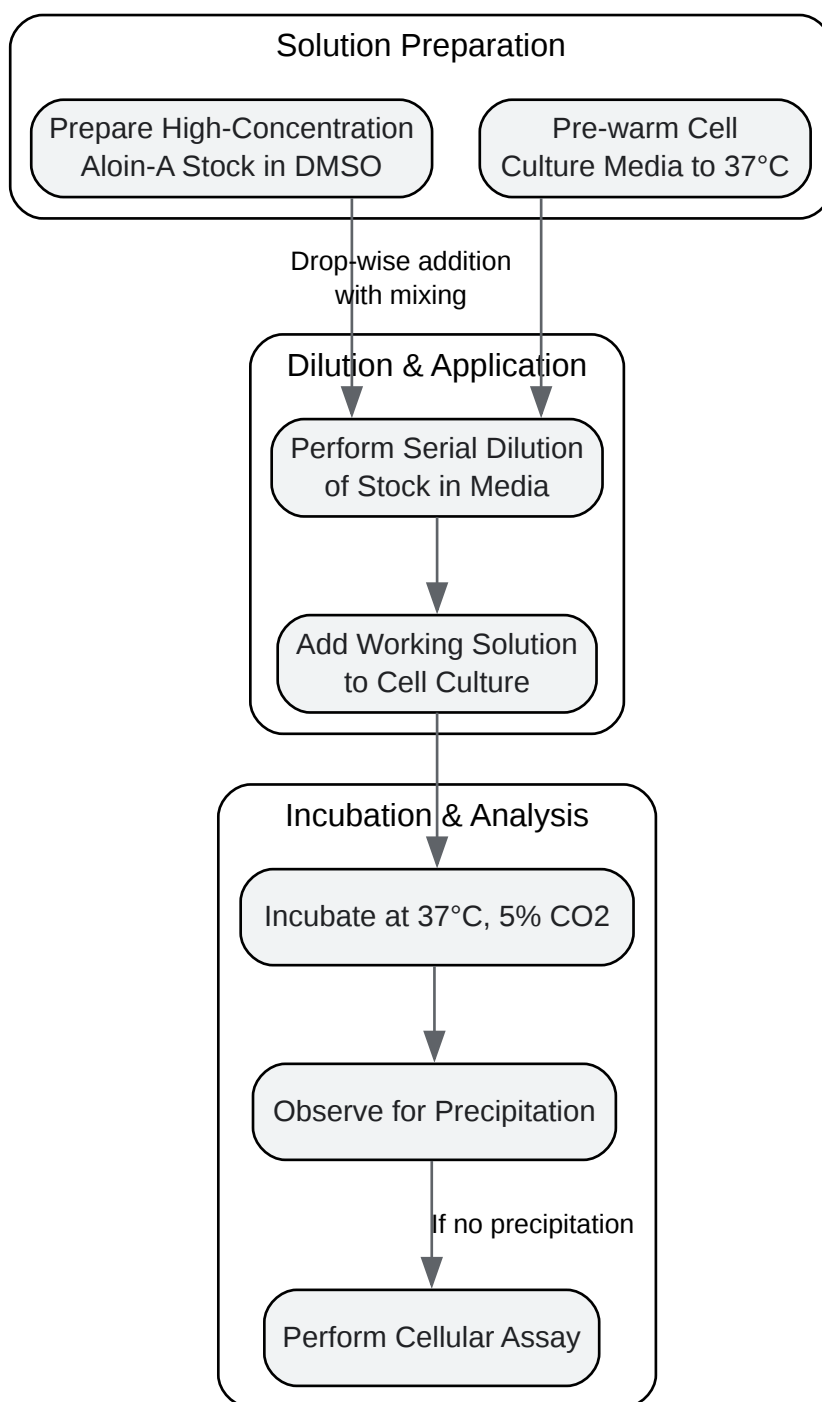 Solution Preparation
Prepare High-Concentration
Aloin-A Stock in DMSO
Pre-warm Cell
Culture Media to 37°C
Drop-wise addition
with mixing
Dilution & Application
Perform Serial Dilution
of Stock in Media
Add Working Solution
to Cell Culture
Incubation & Analysis
Incubate at 37°C, 5% CO2
Observe for Precipitation
If no precipitation
Perform Cellular Assay